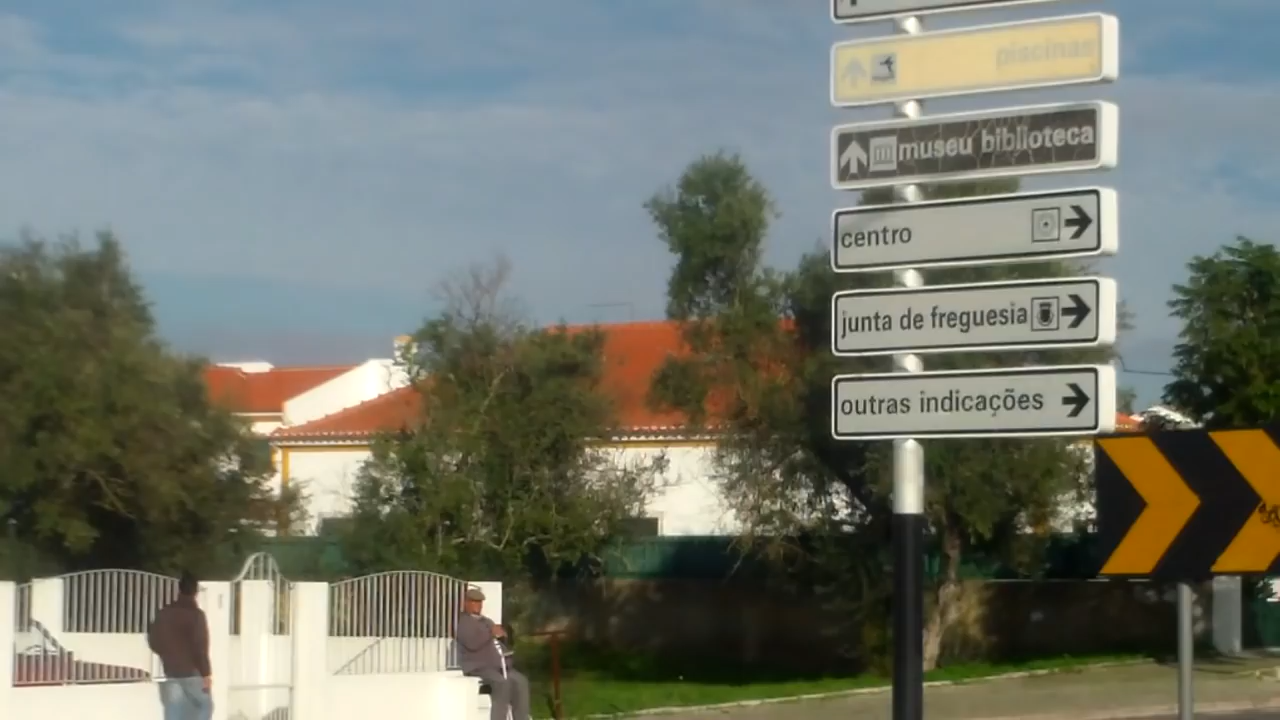 piscinas
museu biblioteca
centro
junta de freguesia
outras indicações